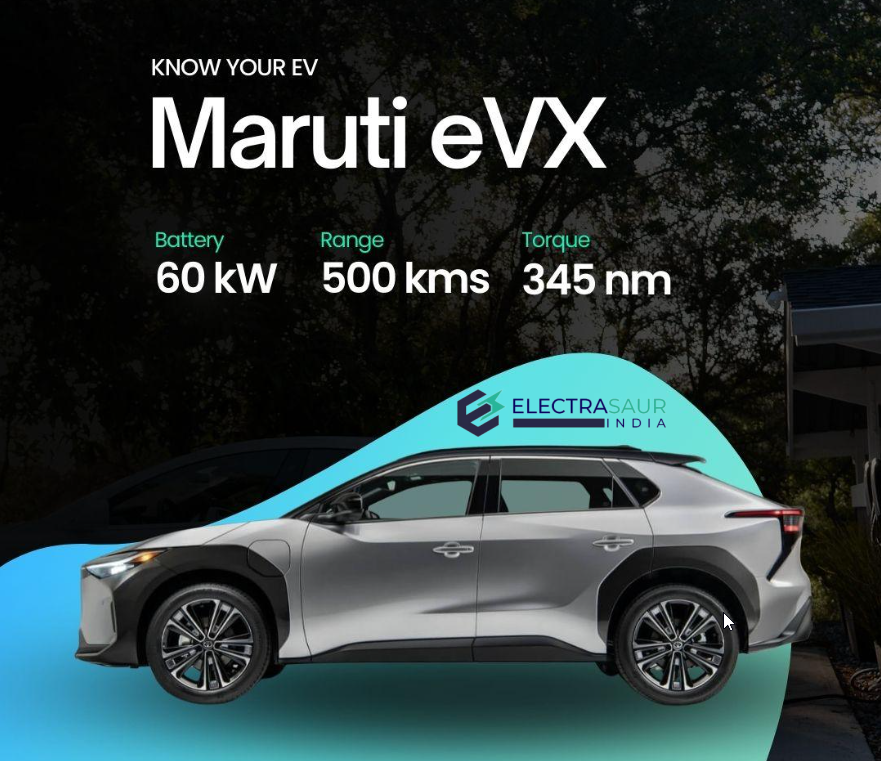 KNOW YOUR EV
Maruti eVX
Battery Range Torque
60 kW 500 kms 345 nm
ELECTRASAUR
INDIA